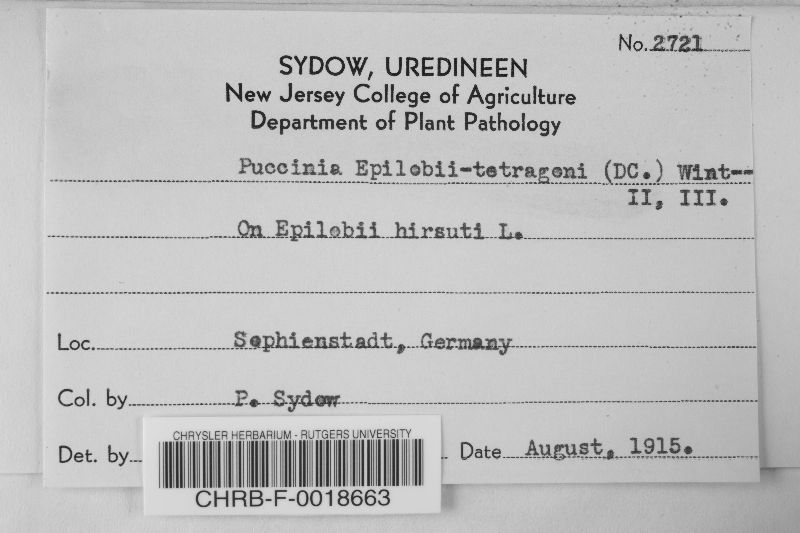 No. 2721
SYDOW, UREDINEEN
New Jersey College of Agriculture
Department of Plant Pathology
Puccinia Epilobii-tetragoni (DC.) Wint--
II, III.
On Epilobii hirsuti L.
Loc. Sophienstadt, Germany
Col. by P. Sydow
Det. by
Date August, 1915.
CHRYSLER HERBARIUM - RUTGERS UNIVERSITY
CHRB-F-0018663